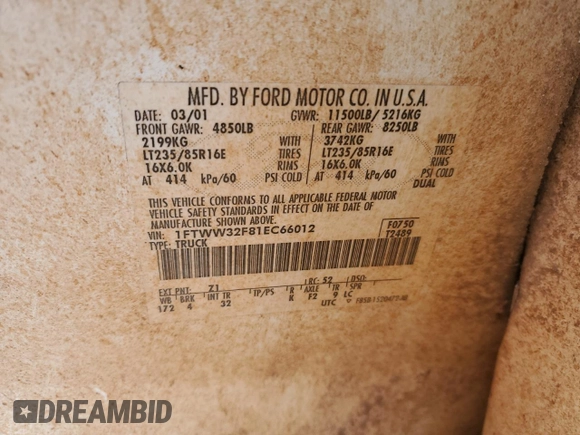 MFD. BY FORD MOTOR CO. IN U.S.A.
DATE: 03/01 GVWR: 11500LB/ 5216KG
FRONT GAWR: 4850LB REAR GAWR: 8250LB
2199KG WITH 3742KG WITH
LT235/85R16E TIRES LT235/85R16E TIRES
16X6.0K RIMS 16X6.0K RIMS
AT 414 kPa/60 PSI COLD AT 414 kPa/60 PSI COLD
DUAL
THIS VEHICLE CONFORMS TO ALL APPLICABLE FEDERAL MOTOR
VEHICLE SAFETY STANDARDS IN EFFECT ON THE DATE OF
MANUFACTURE SHOWN ABOVE.
VIN: 1FTWW32F81EC66012 F0750
TYPE: TRUCK T2489
EXT PNT: Z1 RC: 52 DSO:
WB BRK INT TR TP/PS R AXLE TR SPR
172 4 32 K F2 9 LC
UTC
DREAMBID